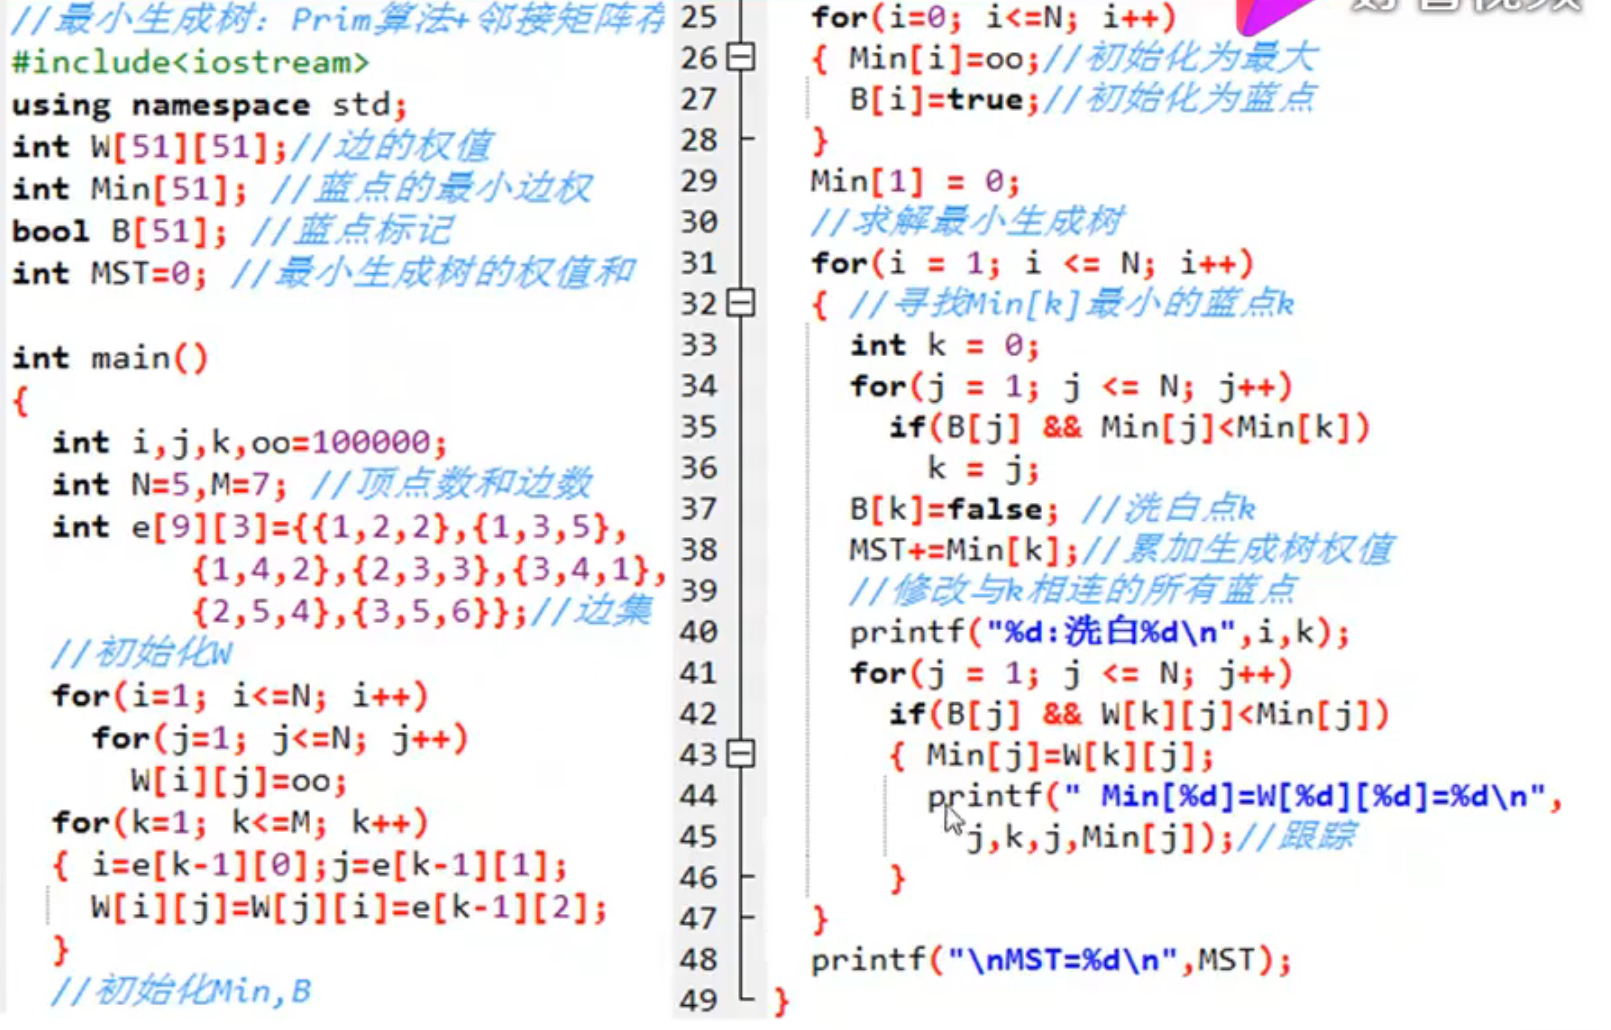 //最小生成树：Prim算法+邻接矩阵存
#include<iostream>
using namespace std;
int W[51][51];//边的权值
int Min[51]; //蓝点的最小边权
bool B[51]; //蓝点标记
int MST=0; //最小生成树的权值和
int main()
{
int i,j,k,oo=100000;
int N=5,M=7; //顶点数和边数
int e[9][3]={{1,2,2},{1,3,5},
{1,4,2},{2,3,3},{3,4,1},
{2,5,4},{3,5,6}};//边集
//初始化W
for(i=1; i<=N; i++)
for(j=1; j<=N; j++)
W[i][j]=oo;
for(k=1; k<=M; k++)
{ i=e[k-1][0];j=e[k-1][1];
W[i][j]=W[j][i]=e[k-1][2];
}
//初始化Min,B
25 for(i=0; i<=N; i++)
26 { Min[i]=oo;//初始化为最大
27 B[i]=true;//初始化为蓝点
28 }
29 Min[1] = 0;
30 //求解最小生成树
31 for(i = 1; i <= N; i++)
32 { //寻找Min[k]最小的蓝点k
33 int k = 0;
34 for(j = 1; j <= N; j++)
35 if(B[j] && Min[j]<Min[k])
36 k = j;
37 B[k]=false; //洗白点k
38 MST+=Min[k];//累加生成树权值
39 //修改与k相连的所有蓝点
40 printf("%d:洗白%d\n",i,k);
41 for(j = 1; j <= N; j++)
42 if(B[j] && W[k][j]<Min[j])
43 { Min[j]=W[k][j];
44 printf(" Min[%d]=W[%d][%d]=%d\n",
45 j,k,j,Min[j]);//跟踪
46 }
47 }
48 printf("\nMST=%d\n",MST);
49 }